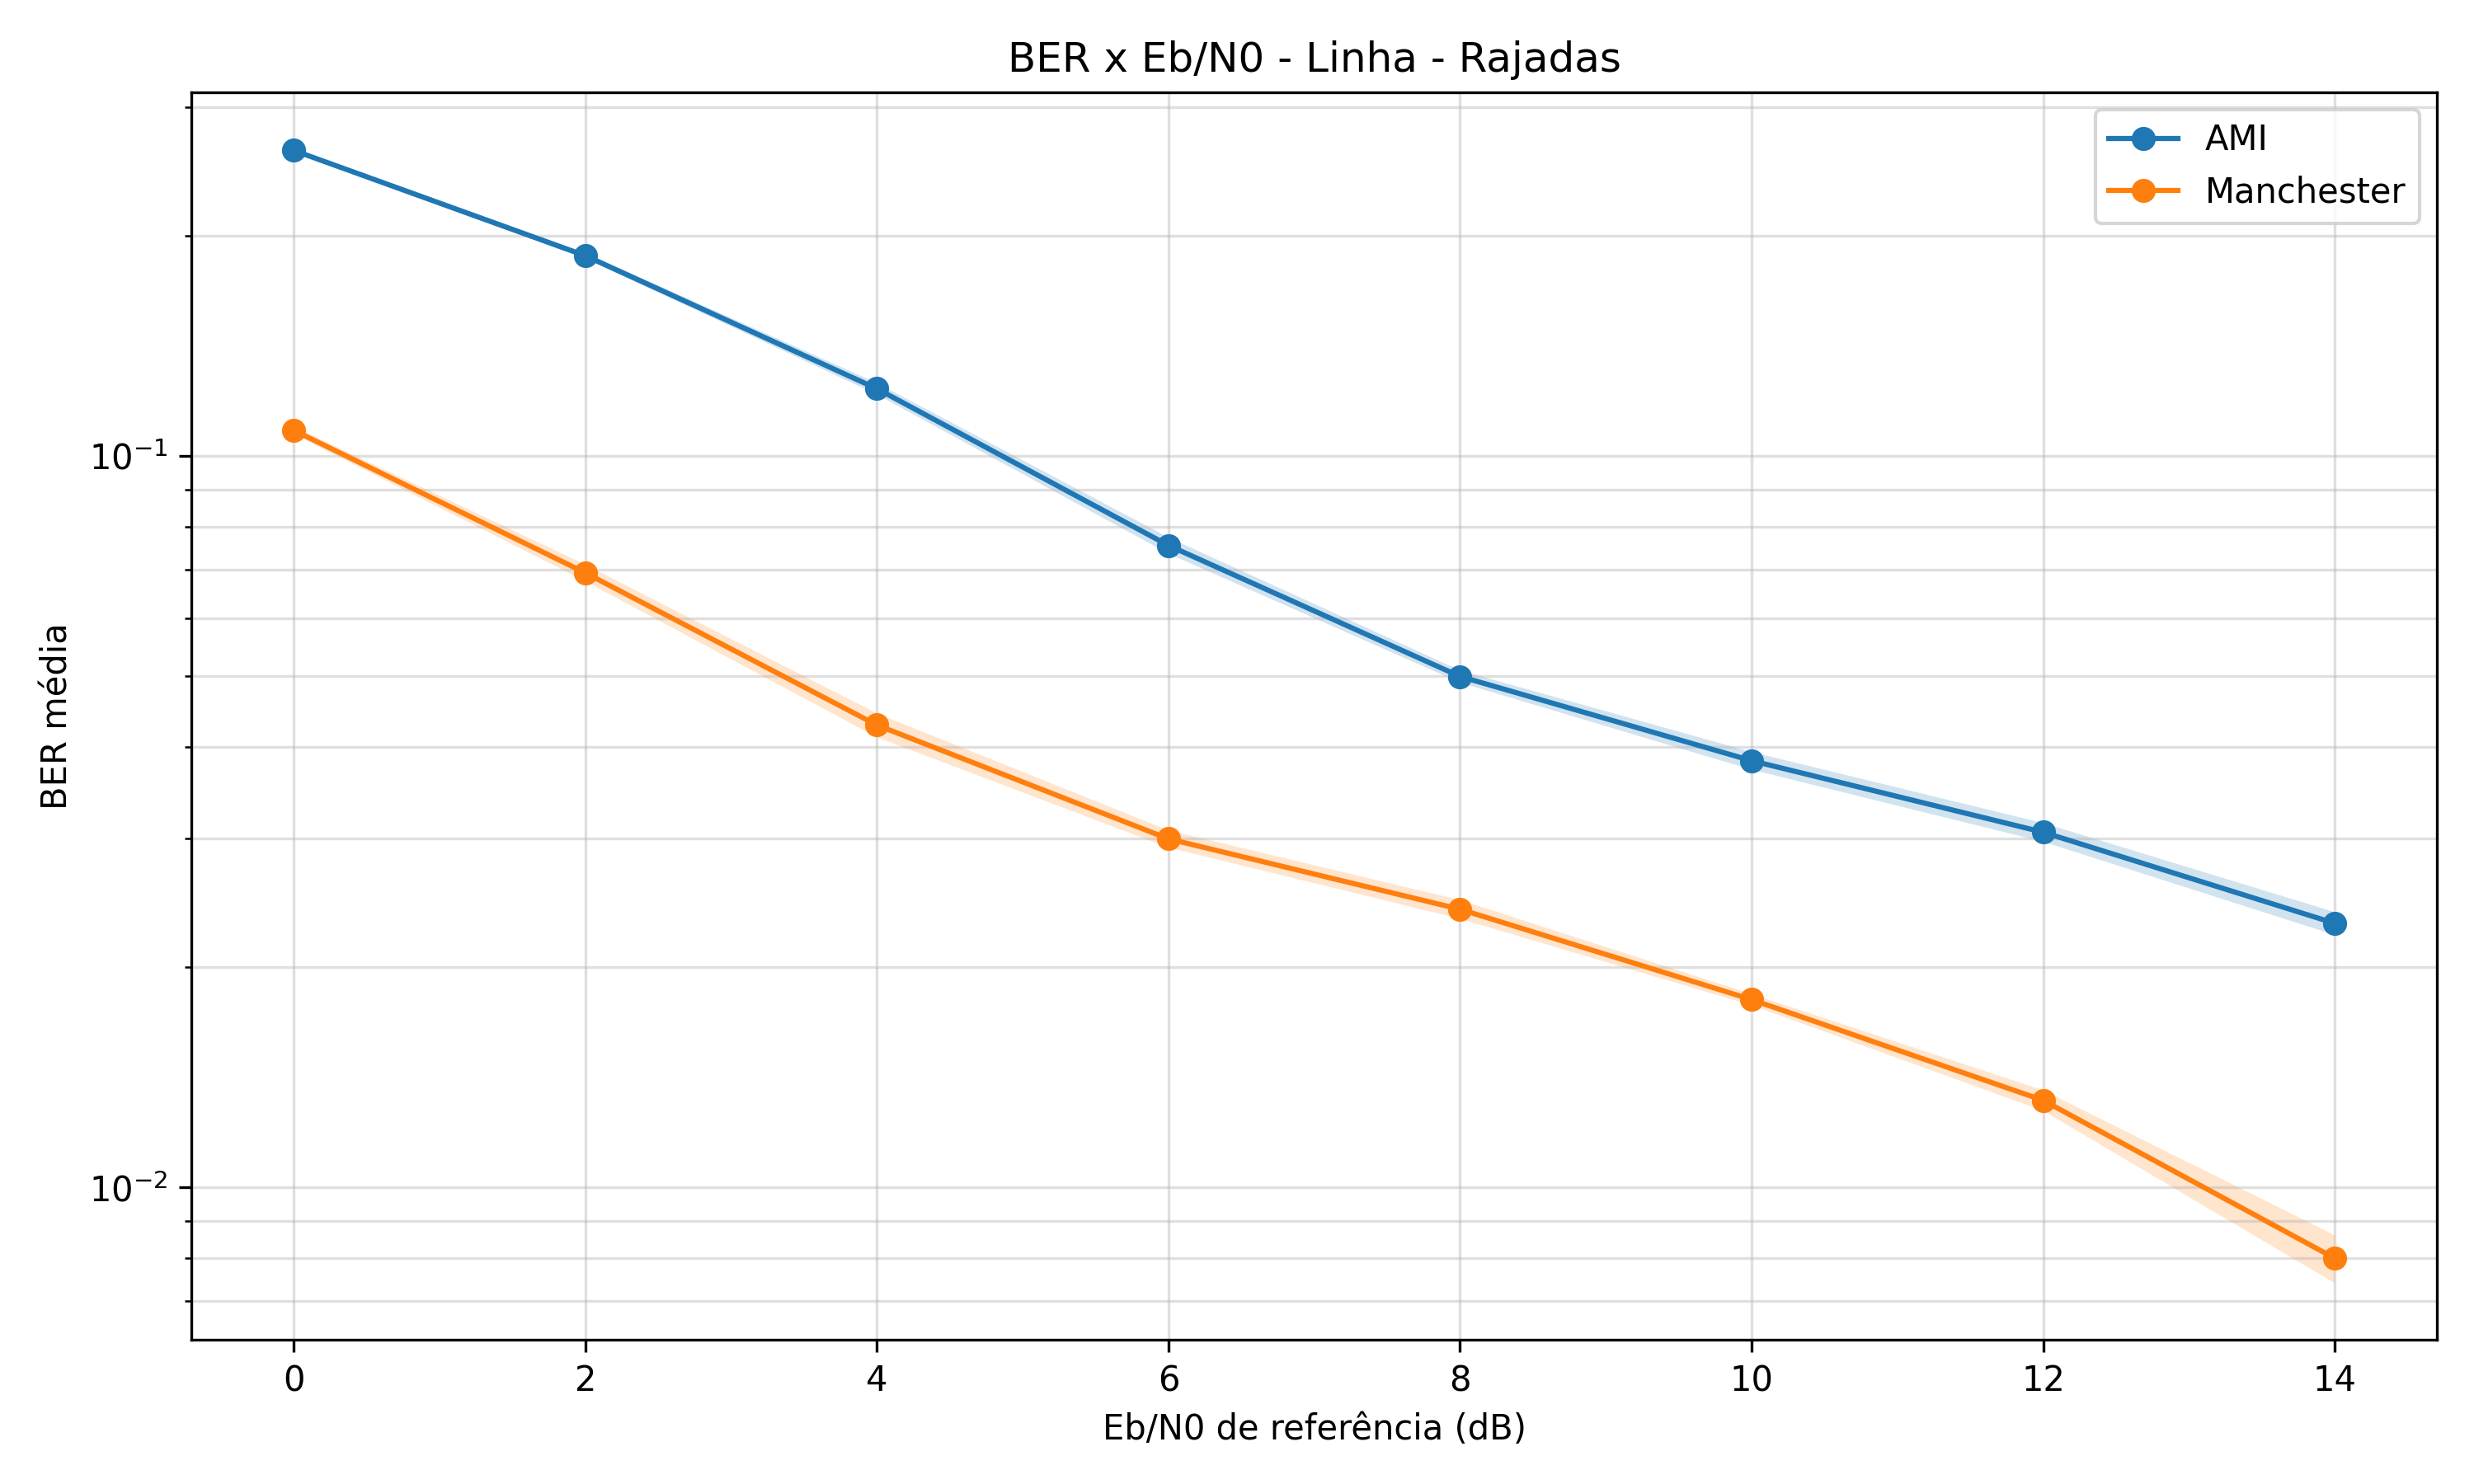 BER x Eb/N0 - Linha - Rajadas
AMI
Manchester
BER média
10⁻¹
10⁻²
0 2 4 6 8 10 12 14
Eb/N0 de referência (dB)